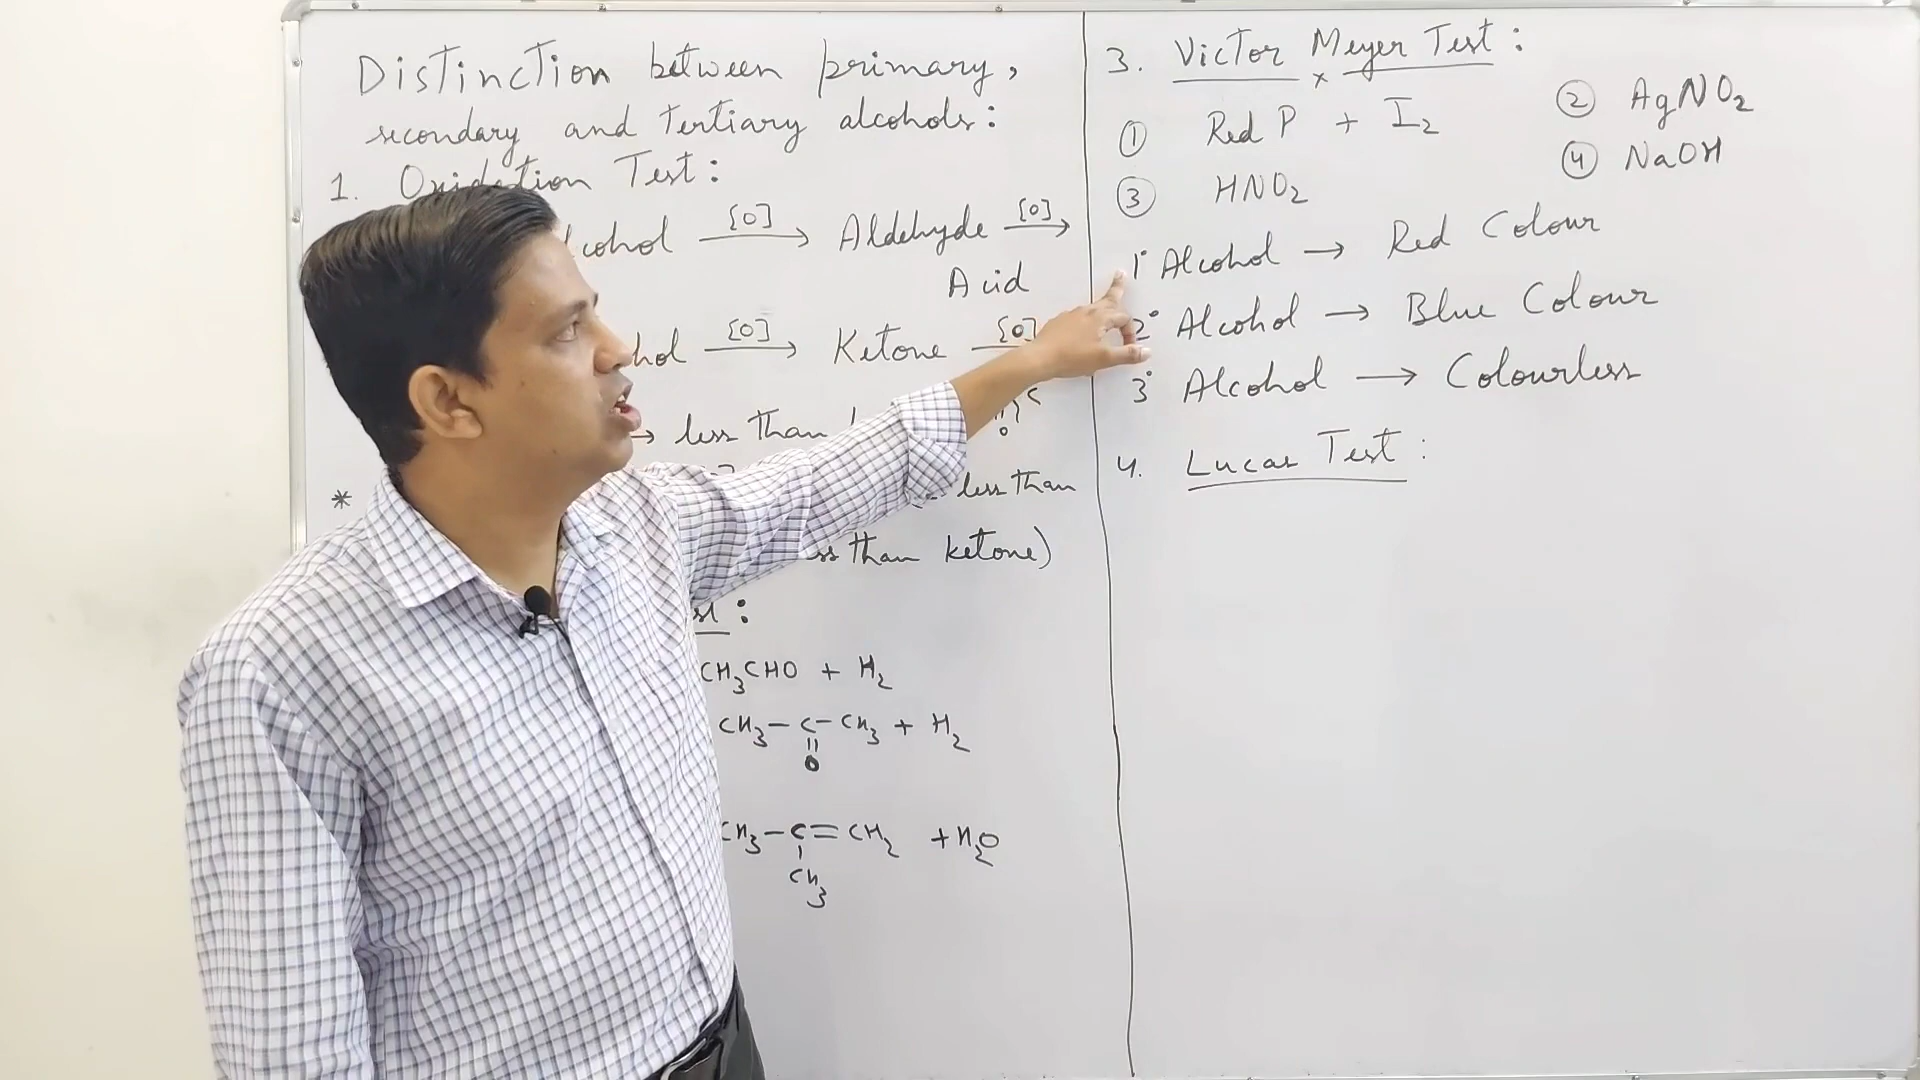 Distinction between primary,
secondary and tertiary alcohols:
1. Oxidation Test:
Alcohol [O] → Aldehyde [O] →
Acid
[O] → Ketone [O]
→ less than
* less than
than ketone)
:
CH3CHO + H2
CH3 — C — CH3 + H2
||
O
CH3 — C = CH2 + H2O
|
CH3
3. Victor Meyer Test:
① Red P + I2 ② AgNO2
③ HNO2 ④ NaOH
1° Alcohol → Red Colour
2° Alcohol → Blue Colour
3° Alcohol → Colourless
4. Lucas Test: